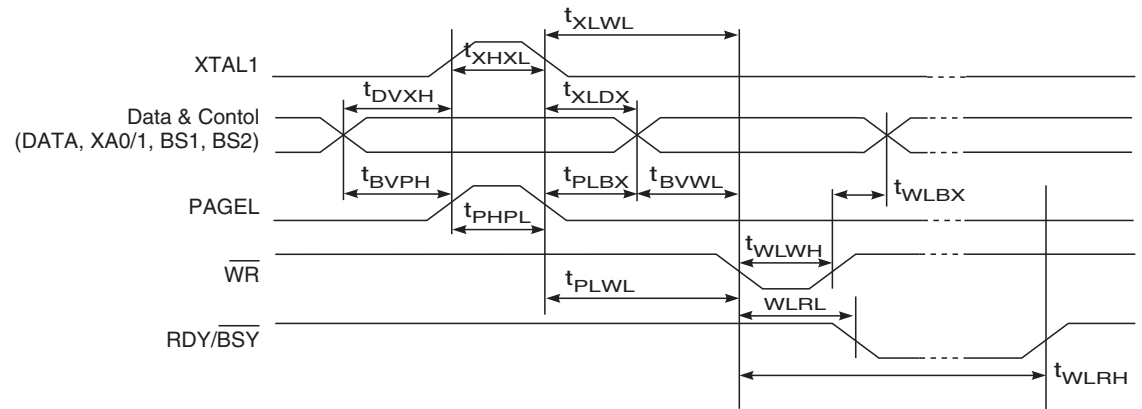 tXLWL
XTAL1
tXHXL
tDVXH
tXLDX
Data & Contol
(DATA, XA0/1, BS1, BS2)
tBVPH
tPLBX
tBVWL
tWLBX
PAGEL
tPHPL
tWLWH
WR
tPLWL
WLRL
RDY/BSY
tWLRH